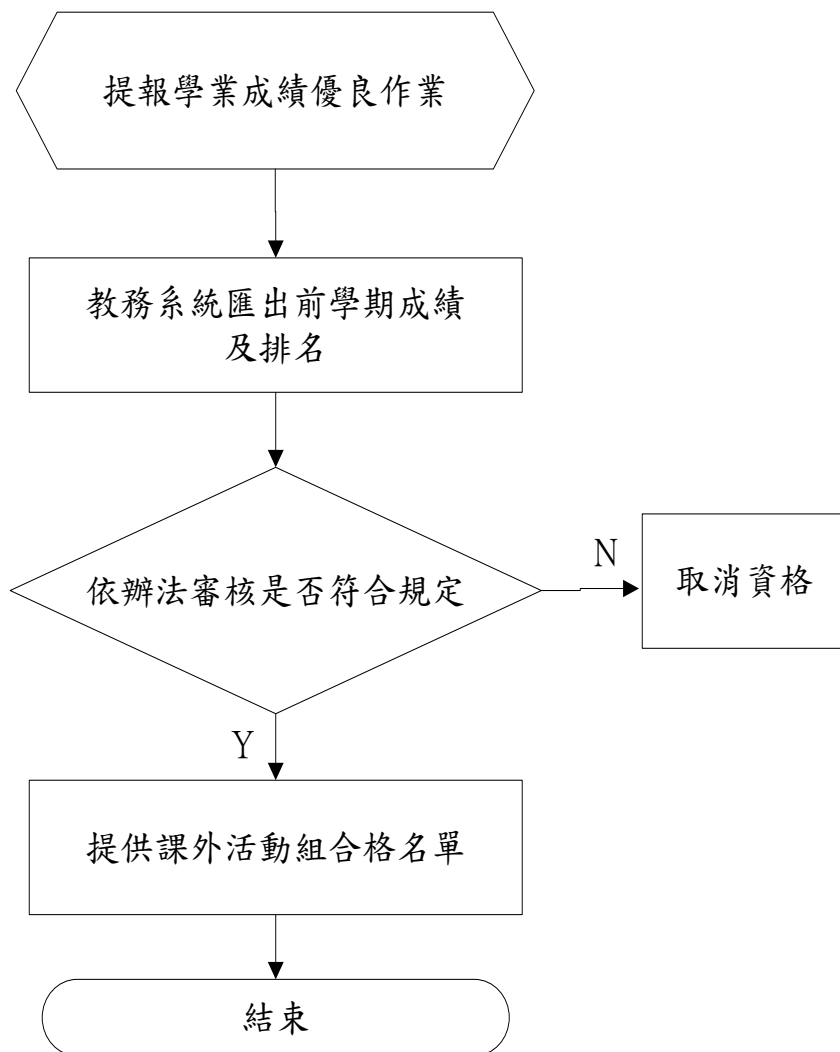 提報學業成績優良作業
教務系統匯出前學期成績
及排名
依辦法審核是否符合規定
N
取消資格
Y
提供課外活動組合格名單
結束